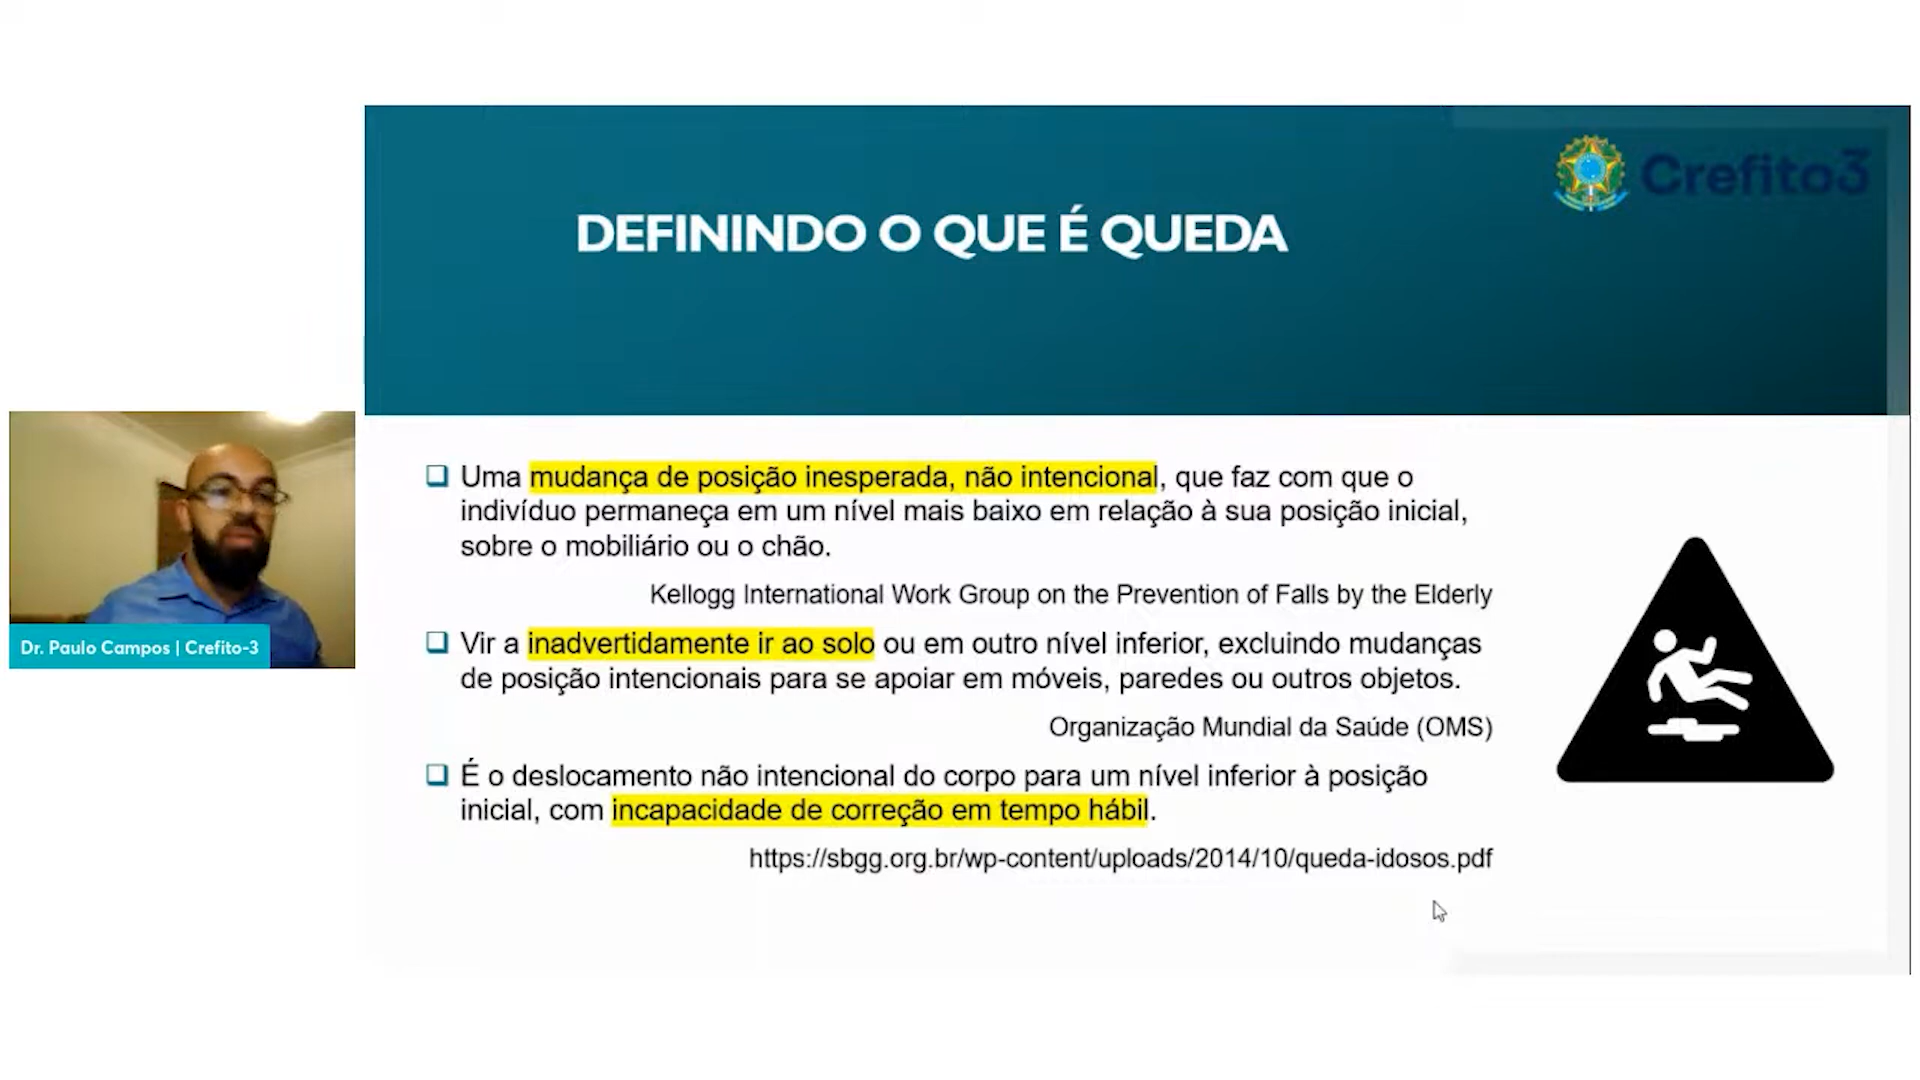 Crefito3
DEFININDO O QUE É QUEDA
Uma mudança de posição inesperada, não intencional, que faz com que o
indivíduo permaneça em um nível mais baixo em relação à sua posição inicial,
sobre o mobiliário ou o chão.
Kellogg International Work Group on the Prevention of Falls by the Elderly
Vir a inadvertidamente ir ao solo ou em outro nível inferior, excluindo mudanças
de posição intencionais para se apoiar em móveis, paredes ou outros objetos.
Organização Mundial da Saúde (OMS)
É o deslocamento não intencional do corpo para um nível inferior à posição
inicial, com incapacidade de correção em tempo hábil.
https://sbgg.org.br/wp-content/uploads/2014/10/queda-idosos.pdf
Dr. Paulo Campos | Crefito-3